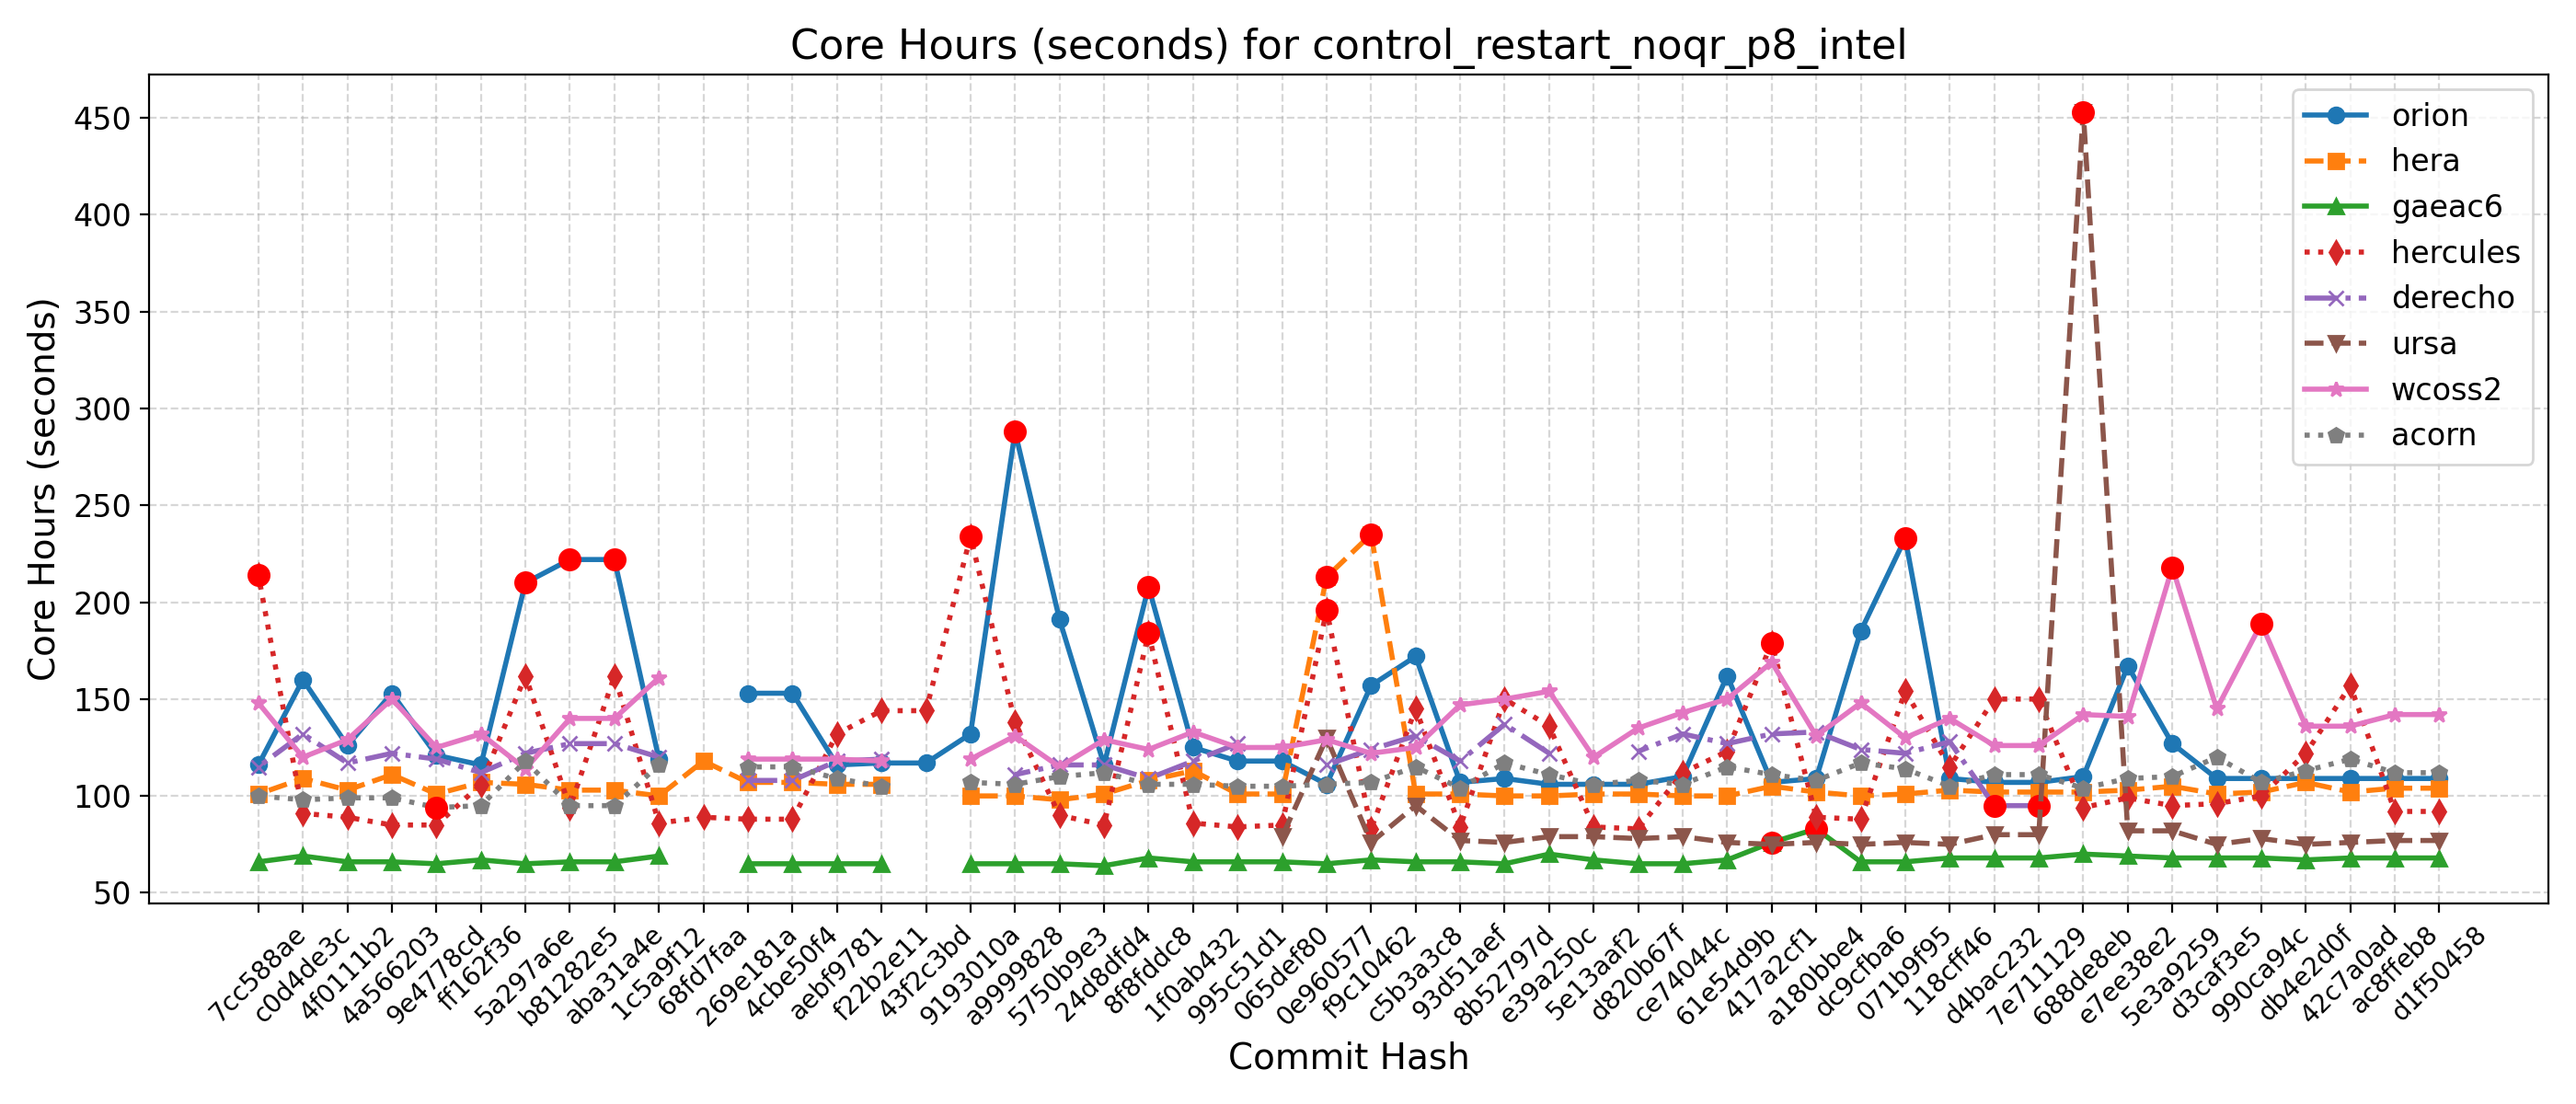 Core Hours (seconds) for control_restart_noqr_p8_intel
Core Hours (seconds)
450
400
350
300
250
200
150
100
50
orion
hera
gaeac6
hercules
derecho
ursa
wcoss2
acorn
7cc588ae
c0d4de3c
4f0111b2
4a566203
9e4778cd
ff162f36
5a297a6e
b81282e5
aba31a4e
1c5a9f12
68fd7faa
269e181a
4cbe50f4
aebf9781
f22b2e11
43f2c3bd
9193010a
a9999828
5750b9e3
24d8dfd4
8f8fddc8
1f0ab432
995c51d1
065def80
0e960577
f9c10462
c5b3a3c8
93d51aef
8b52797d
e39a250c
5e13aaf2
d820b67f
ce74044c
61e54d9b
417a2cf1
a180bbe4
dc9cfba6
071b9f95
118cff46
d4bac232
7e711129
688de8eb
e7ee38e2
5e3a9259
d3caf3e5
990ca94c
db4e2d0f
42c7a0ad
ac8ffeb8
d1f50458
Commit Hash